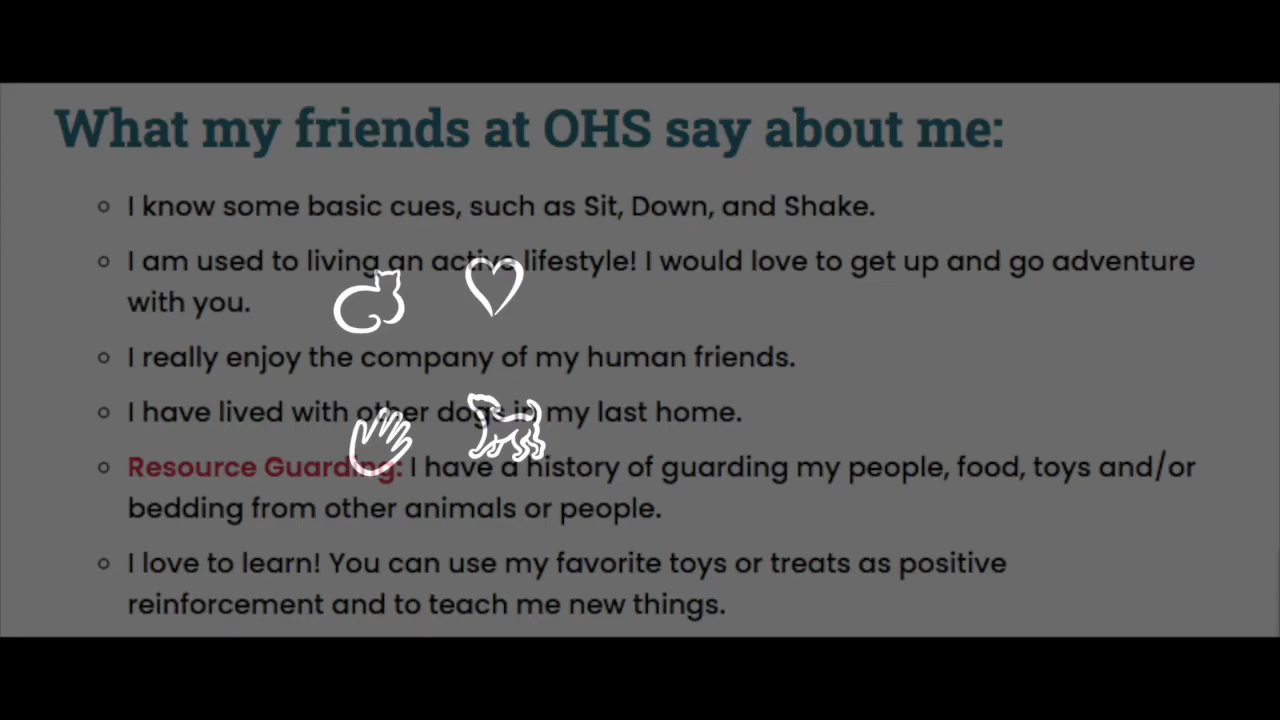 What my friends at OHS say about me:
I know some basic cues, such as Sit, Down, and Shake.
I am used to living an active lifestyle! I would love to get up and go adventure
with you.
I really enjoy the company of my human friends.
I have lived with other dogs in my last home.
Resource Guarding: I have a history of guarding my people, food, toys and/or
bedding from other animals or people.
I love to learn! You can use my favorite toys or treats as positive
reinforcement and to teach me new things.